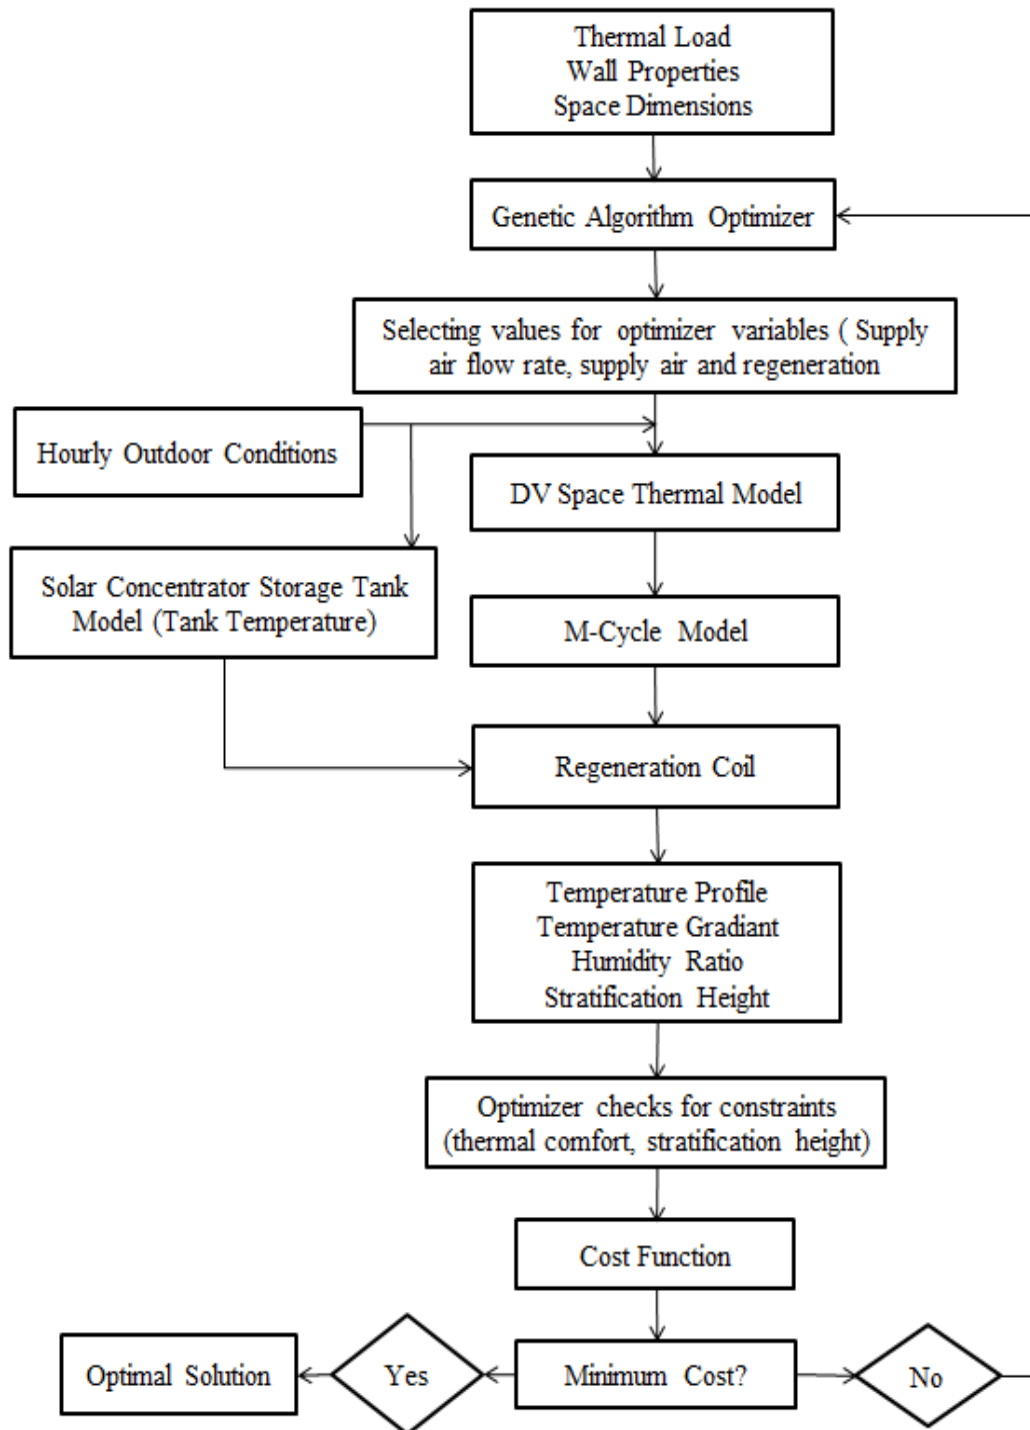 Thermal Load
Wall Properties
Space Dimensions
Genetic Algorithm Optimizer
Selecting values for optimizer variables ( Supply
air flow rate, supply air and regeneration
Hourly Outdoor Conditions
DV Space Thermal Model
Solar Concentrator Storage Tank
Model (Tank Temperature)
M-Cycle Model
Regeneration Coil
Temperature Profile
Temperature Gradiant
Humidity Ratio
Stratification Height
Optimizer checks for constraints
(thermal comfort, stratification height)
Cost Function
Optimal Solution
Yes
Minimum Cost?
No